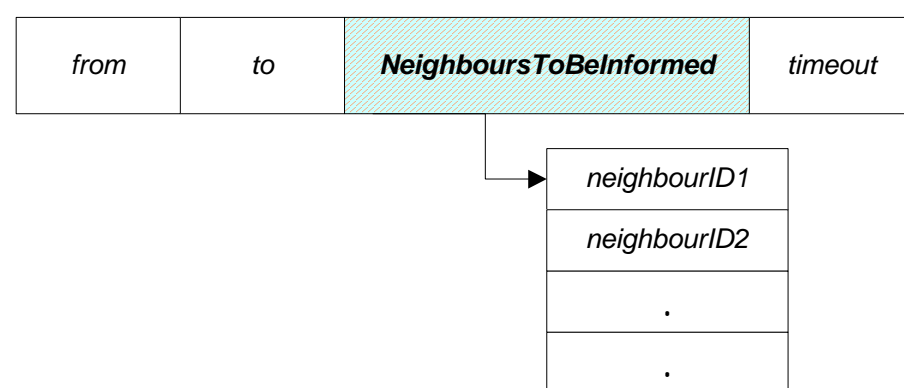 from to NeighboursToBeInformed timeout
neighbourID1
neighbourID2
.
.